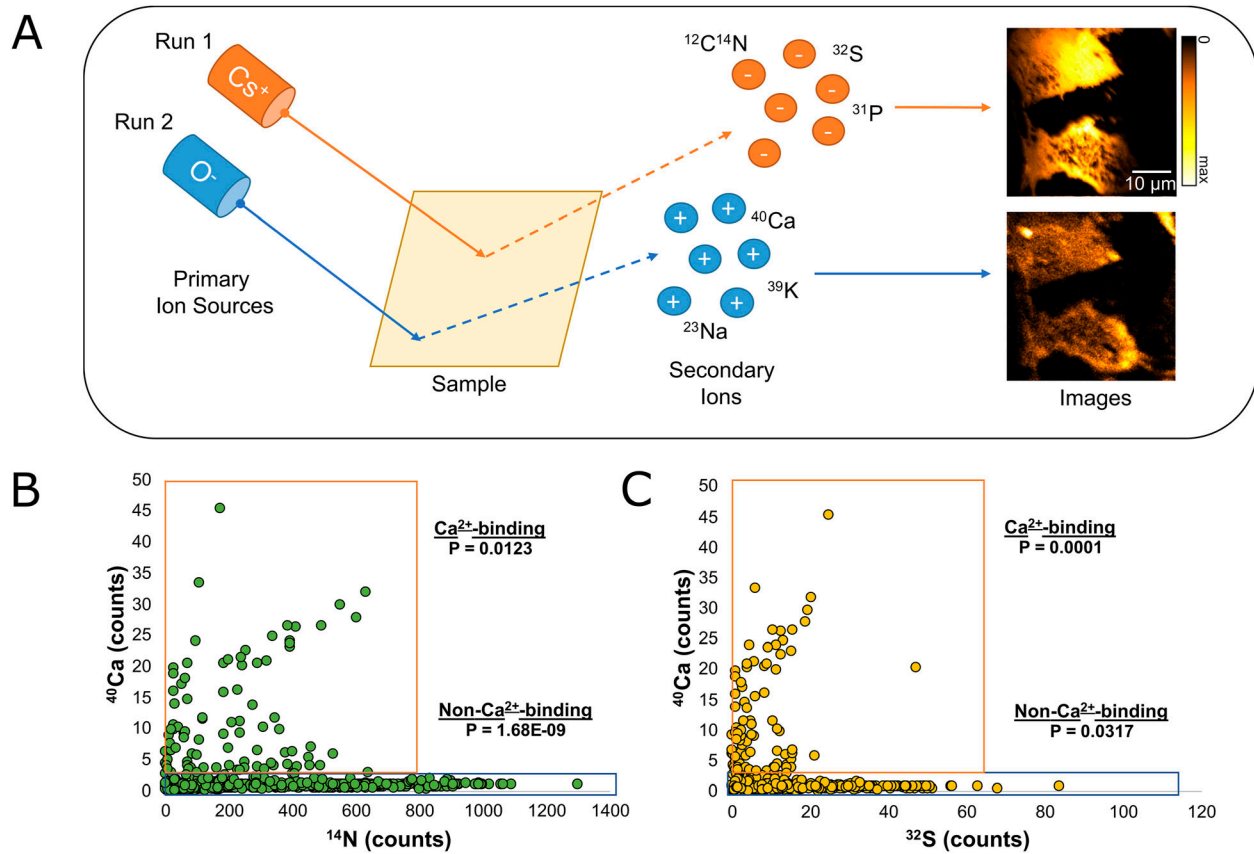 A
Run 1
Cs+
Run 2
O-
Primary
Ion Sources
Sample
¹²C¹⁴N
³²S
³¹P
⁴⁰Ca
³⁹K
²³Na
- - - - - -
+ + + + + + +
Secondary
Ions
10 µm
0
max
Images
B
50
45
40
35
30
25
20
15
10
5
0
⁴⁰Ca (counts)
0 200 400 600 800 1000 1200 1400
¹⁴N (counts)
Ca²⁺-binding
P = 0.0123
Non-Ca²⁺-binding
P = 1.68E-09
C
50
45
40
35
30
25
20
15
10
5
0
⁴⁰Ca (counts)
0 20 40 60 80 100 120
³²S (counts)
Ca²⁺-binding
P = 0.0001
Non-Ca²⁺-binding
P = 0.0317